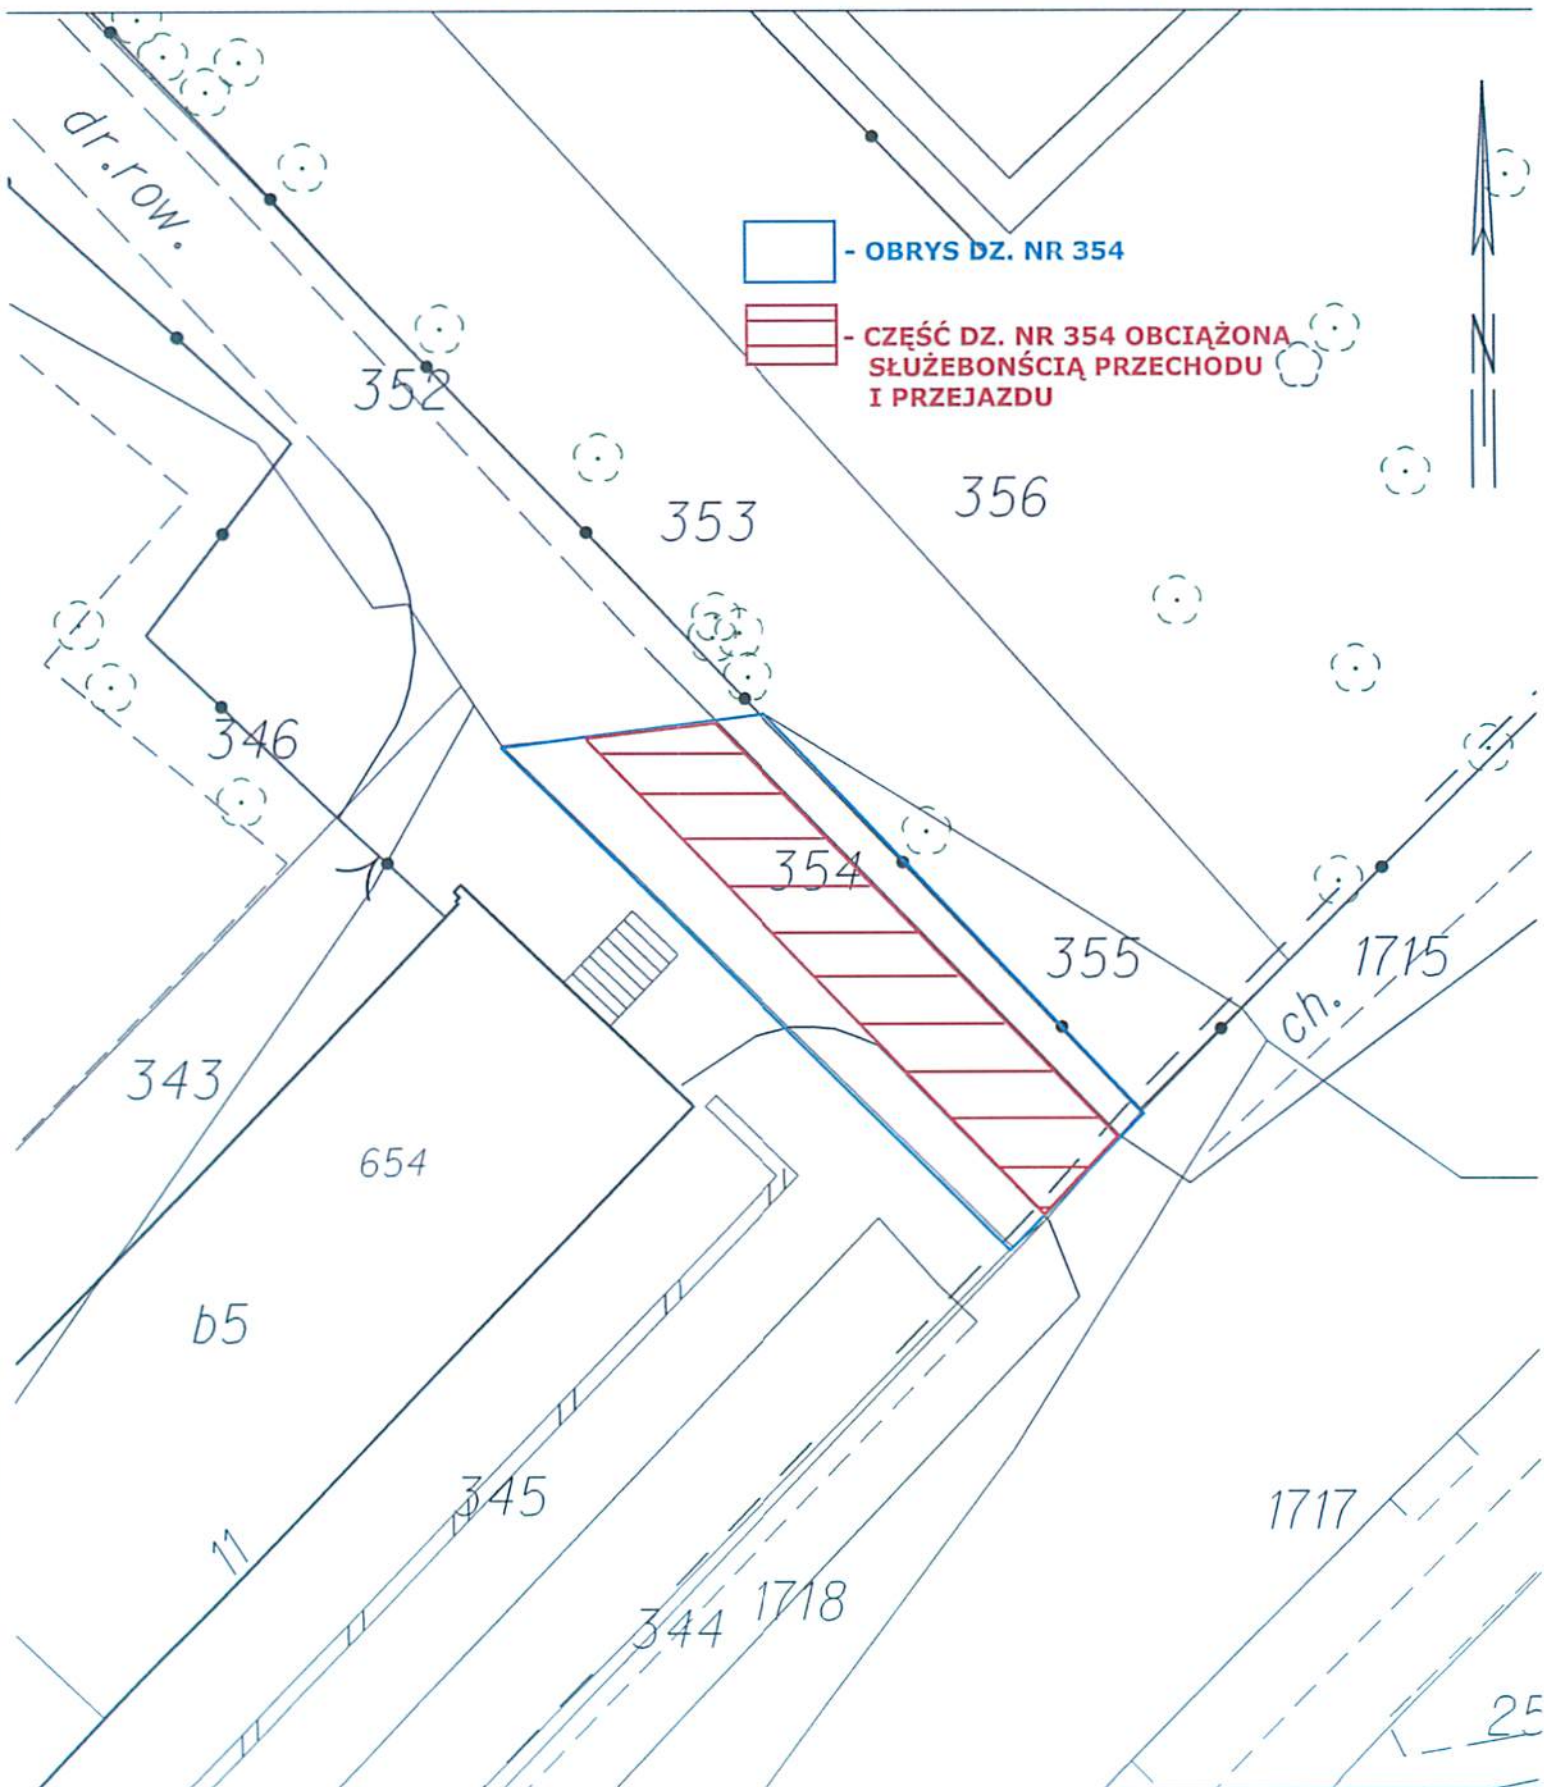 dr.row.
- OBRYS DZ. NR 354
- CZĘŚĆ DZ. NR 354 OBCIĄŻONA
SŁUŻEBONŚCIĄ PRZECHODU
I PRZEJAZDU
N
352
353
356
346
354
355
1715
ch.
343
654
b5
345
11
1717
344
1718
25